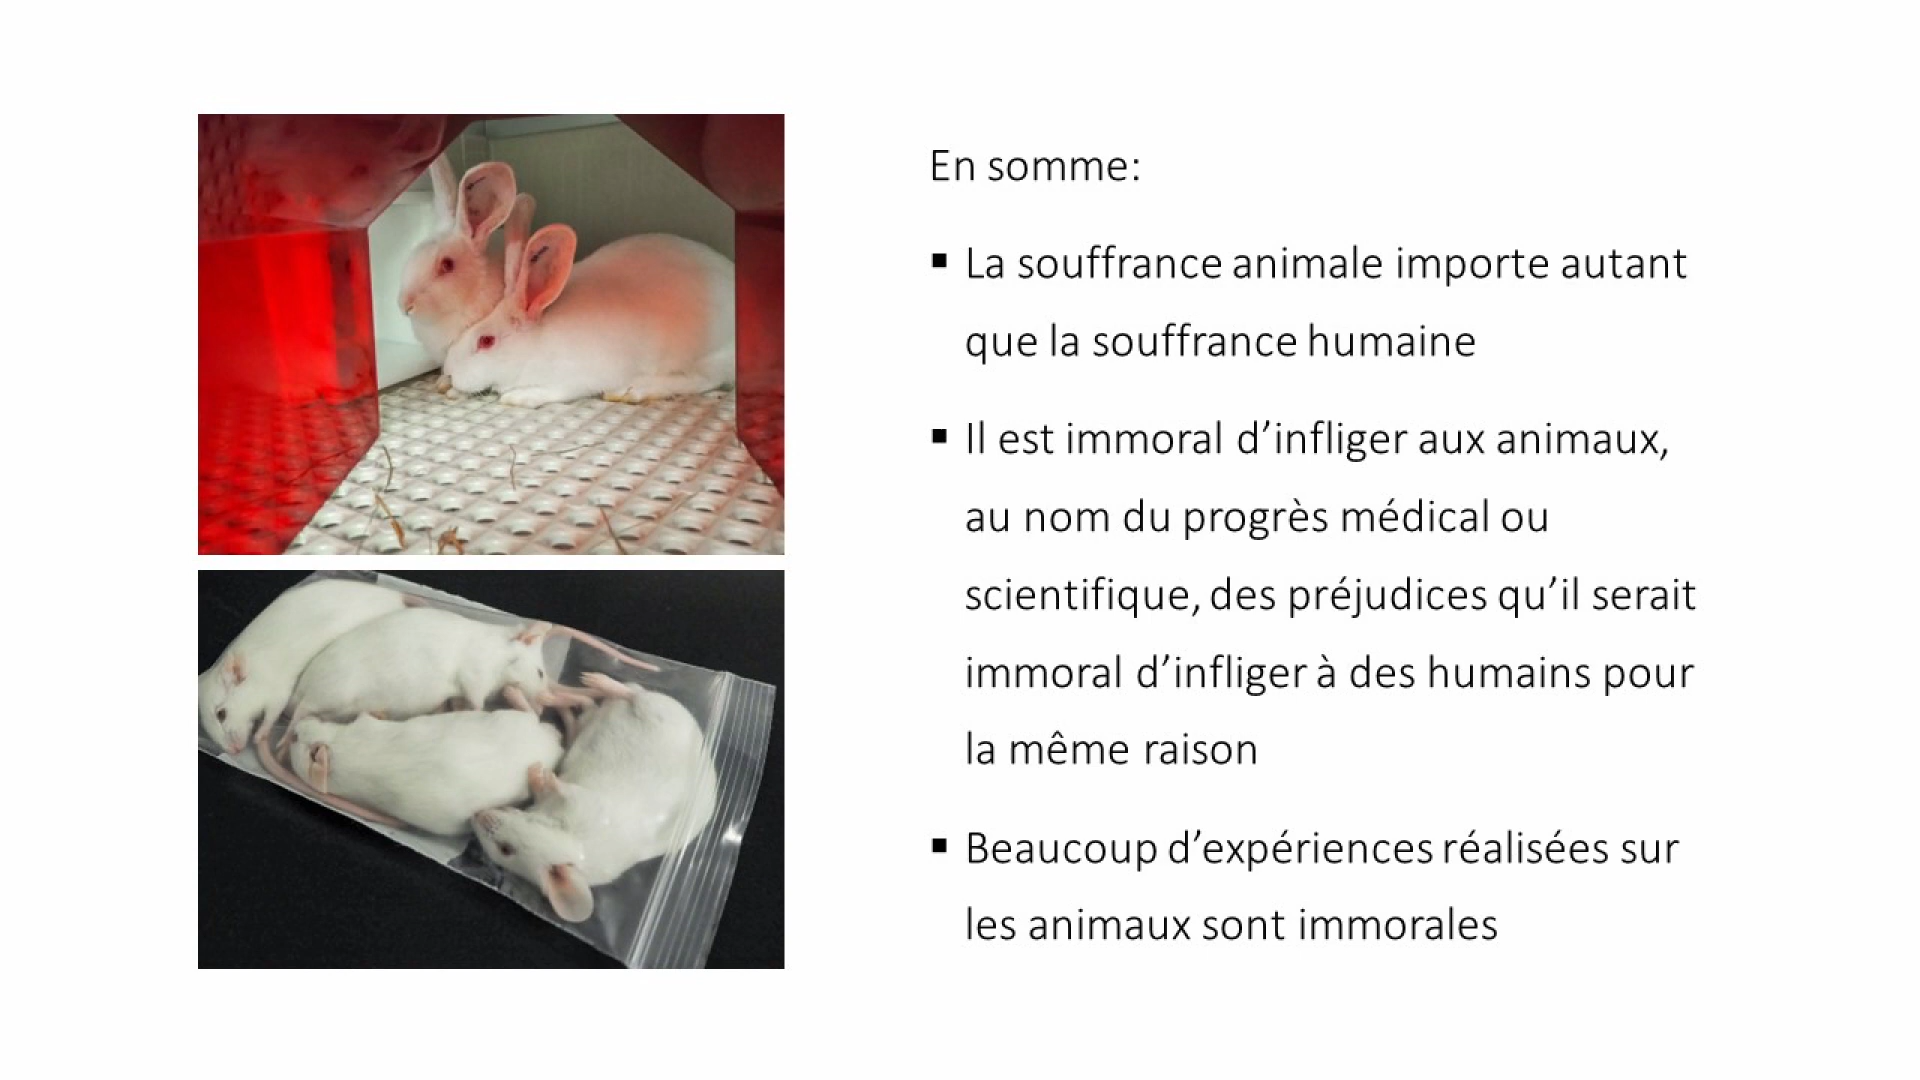 En somme:
▪ La souffrance animale importe autant
que la souffrance humaine
▪ Il est immoral d’infliger aux animaux,
au nom du progrès médical ou
scientifique, des préjudices qu’il serait
immoral d’infliger à des humains pour
la même raison
▪ Beaucoup d’expériences réalisées sur
les animaux sont immorales